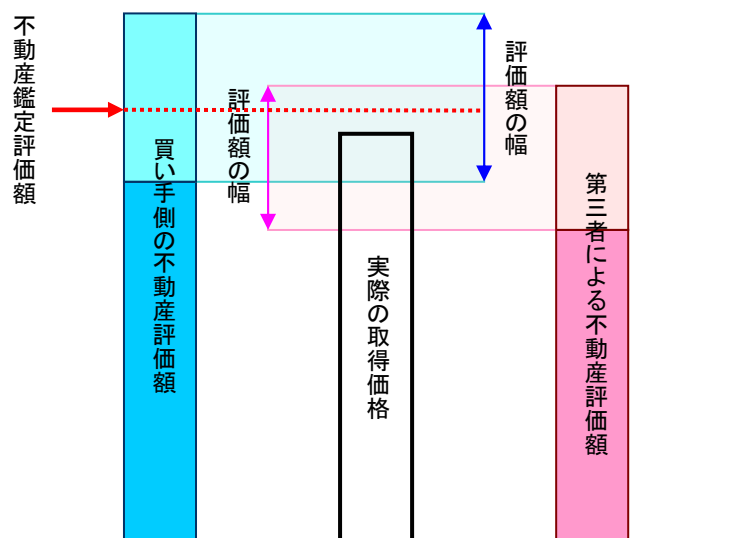 不動産鑑定評価額
買い手側の不動産評価額
評価額の幅
実際の取得価格
評価額の幅
第三者による不動産評価額